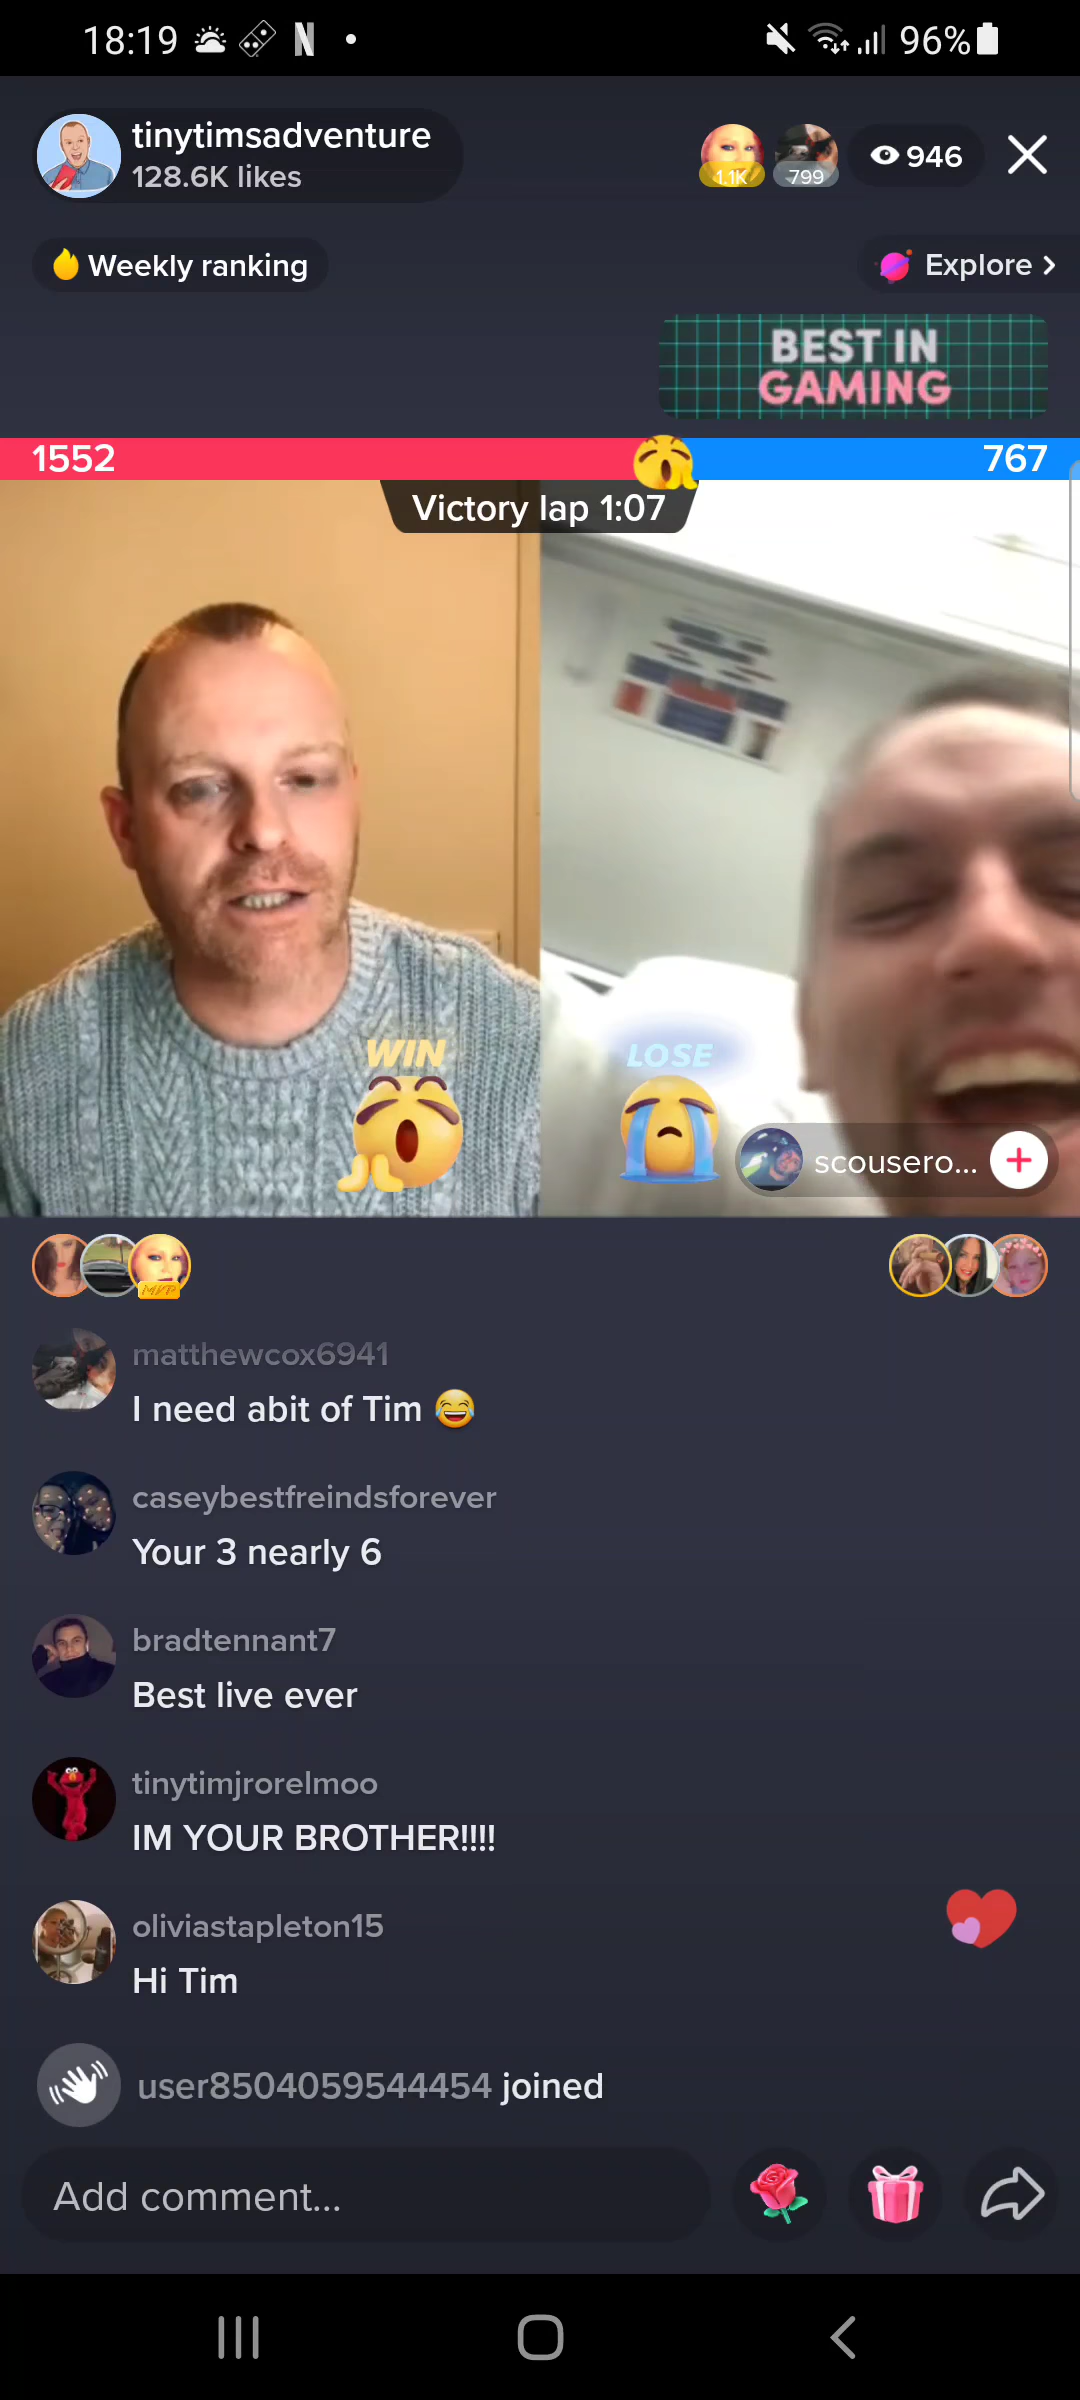 18:19
96%
tinytimsadventure
128.6K likes
1.1K
799
946
Weekly ranking
Explore
BEST IN
GAMING
1552
767
Victory lap 1:07
WIN
LOSE
scousero...
MVP
matthewcox6941
I need abit of Tim 😂
caseybestfreindsforever
Your 3 nearly 6
bradtennant7
Best live ever
tinytimjrorelmoo
IM YOUR BROTHER!!!!
oliviastapleton15
Hi Tim
user8504059544454 joined
Add comment...